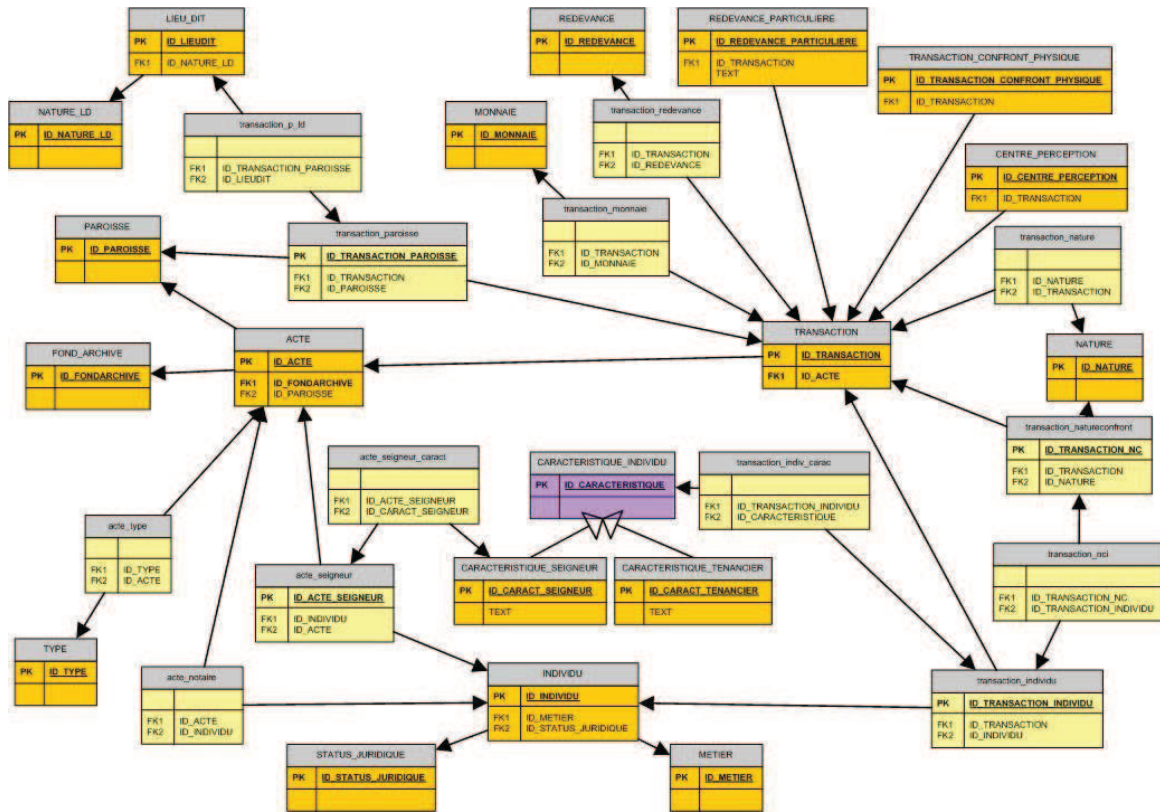 LIEU_DIT
PK ID_LIEUDIT
FK1 ID_NATURE_LD
REDEVANCE
PK ID_REDEVANCE
REDEVANCE_PARTICULIERE
PK ID_REDEVANCE_PARTICULIERE
FK1 ID_TRANSACTION
TEXT
TRANSACTION_CONFRONT_PHYSIQUE
PK ID_TRANSACTION_CONFRONT_PHYSIQUE
FK1 ID_TRANSACTION
NATURE_LD
PK ID_NATURE_LD
transaction_p_ld
FK1 ID_TRANSACTION_PAROISSE
FK2 ID_LIEUDIT
MONNAIE
PK ID_MONNAIE
transaction_redevance
FK1 ID_TRANSACTION
FK2 ID_REDEVANCE
CENTRE_PERCEPTION
PK ID_CENTRE_PERCEPTION
FK1 ID_TRANSACTION
PAROISSE
PK ID_PAROISSE
transaction_paroisse
PK ID_TRANSACTION_PAROISSE
FK1 ID_TRANSACTION
FK2 ID_PAROISSE
transaction_monnaie
FK1 ID_TRANSACTION
FK2 ID_MONNAIE
transaction_nature
FK1 ID_NATURE
FK2 ID_TRANSACTION
FOND_ARCHIVE
PK ID_FONDARCHIVE
ACTE
PK ID_ACTE
FK1 ID_FONDARCHIVE
FK2 ID_PAROISSE
TRANSACTION
PK ID_TRANSACTION
FK1 ID_ACTE
NATURE
PK ID_NATURE
transaction_natureconfront
PK ID_TRANSACTION_NC
FK1 ID_TRANSACTION
FK2 ID_NATURE
acte_seigneur_caract
FK1 ID_ACTE_SEIGNEUR
FK2 ID_CARACT_SEIGNEUR
CARACTERISTIQUE_INDIVIDU
PK ID_CARACTERISTIQUE
transaction_indiv_carac
FK1 ID_TRANSACTION_INDIVIDU
FK2 ID_CARACTERISTIQUE
acte_type
FK1 ID_TYPE
FK2 ID_ACTE
acte_seigneur
PK ID_ACTE_SEIGNEUR
FK1 ID_INDIVIDU
FK2 ID_ACTE
CARACTERISTIQUE_SEIGNEUR
PK ID_CARACT_SEIGNEUR
TEXT
CARACTERISTIQUE_TENANCIER
PK ID_CARACT_TENANCIER
TEXT
transaction_nci
FK1 ID_TRANSACTION_NC
FK2 ID_TRANSACTION_INDIVIDU
TYPE
PK ID_TYPE
acte_notaire
FK1 ID_ACTE
FK2 ID_INDIVIDU
INDIVIDU
PK ID_INDIVIDU
FK1 ID_METIER
FK2 ID_STATUS_JURIDIQUE
transaction_individu
PK ID_TRANSACTION_INDIVIDU
FK1 ID_TRANSACTION
FK2 ID_INDIVIDU
STATUS_JURIDIQUE
PK ID_STATUS_JURIDIQUE
METIER
PK ID_METIER